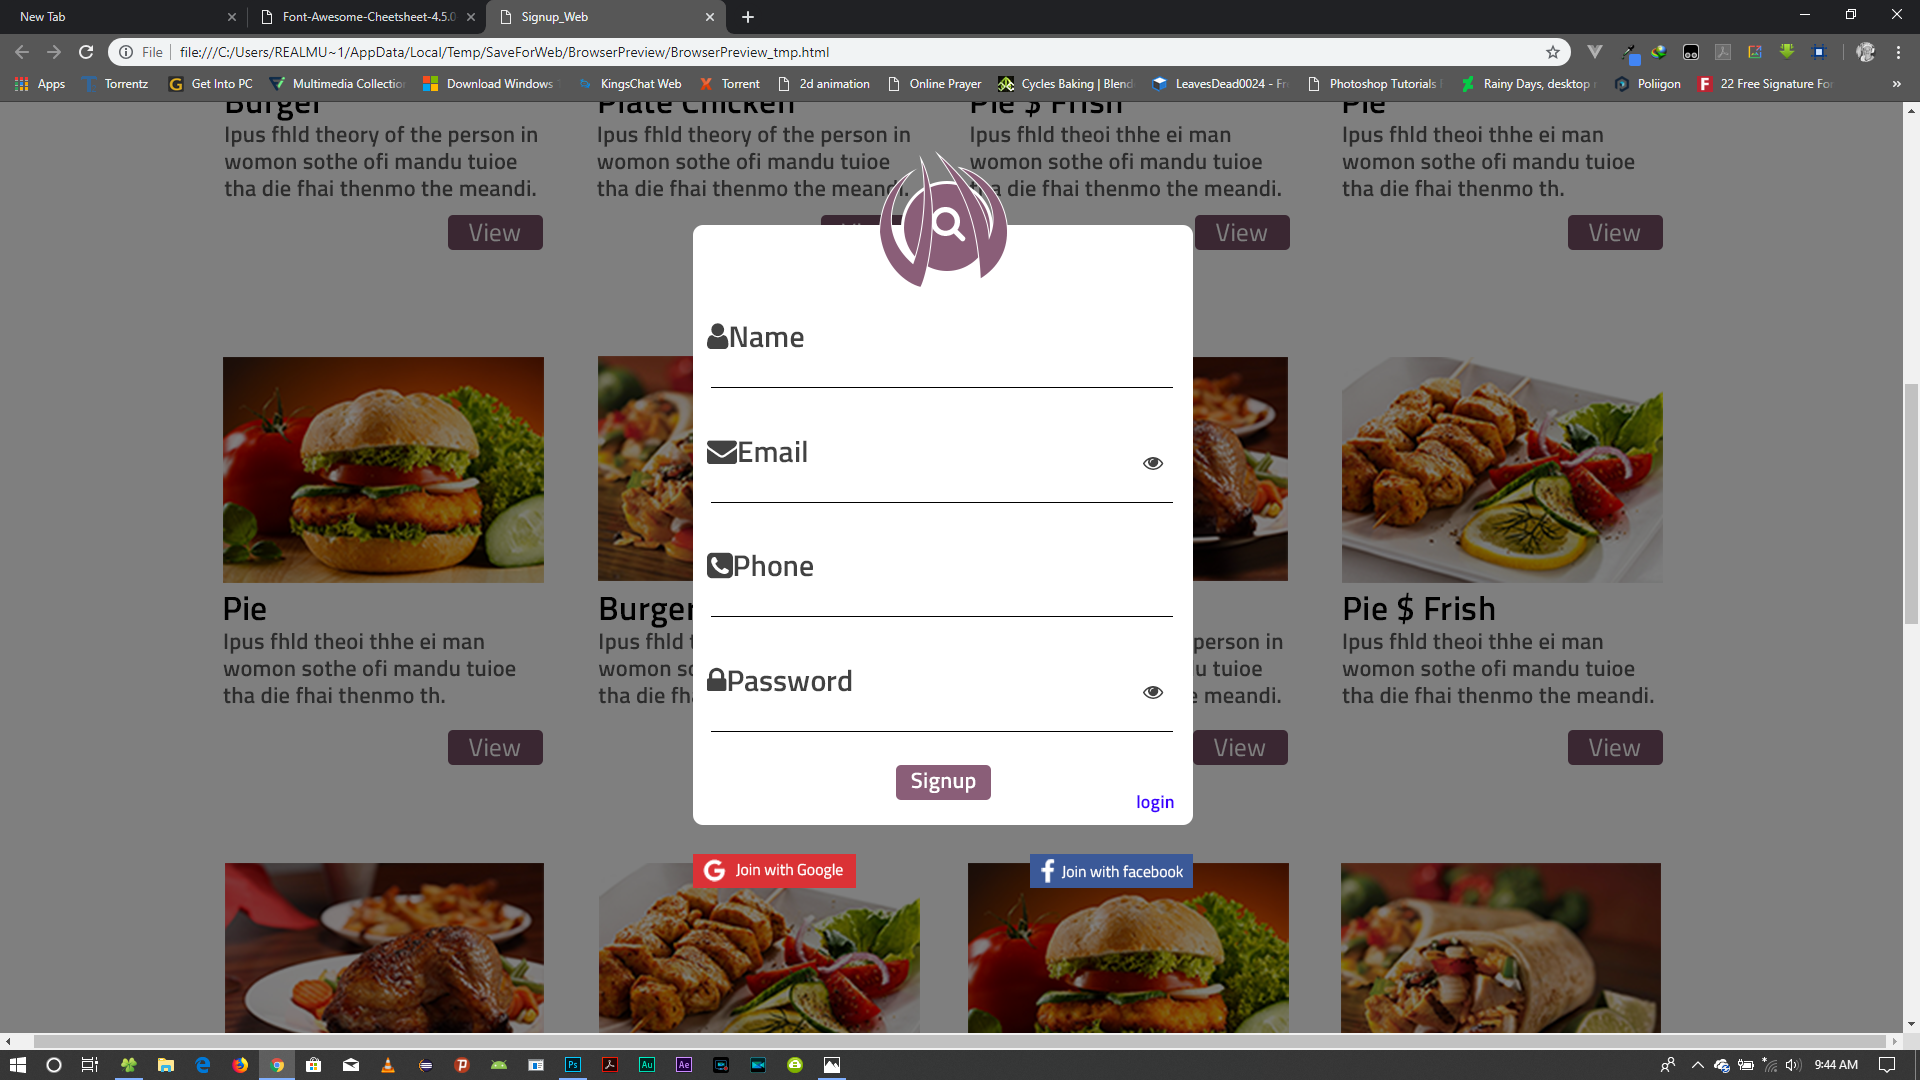 New Tab
Font-Awesome-Cheetsheet-4.5.0
Signup_Web
File
file:///C:/Users/REALMU~1/AppData/Local/Temp/SaveForWeb/BrowserPreview/BrowserPreview_tmp.html
Apps
Torrentz
Get Into PC
Multimedia Collectio
Download Windows
KingsChat Web
Torrent
2d animation
Online Prayer
Cycles Baking | Blend
LeavesDead0024 - Fr
Photoshop Tutorials
Rainy Days, desktop
Poliigon
22 Free Signature Fo
»
Burger
Plate Chicken
Pie $ Frish
Pie
Ipus fhld theory of the person in
womon sothe ofi mandu tuioe
tha die fhai thenmo the meandi.
Ipus fhld theory of the person in
womon sothe ofi mandu tuioe
tha die fhai thenmo the meandi.
Ipus fhld theoi thhe ei man
womon sothe ofi mandu tuioe
tha die fhai thenmo the meandi.
Ipus fhld theoi thhe ei man
womon sothe ofi mandu tuioe
tha die fhai thenmo th.
View
View
View
Name
Email
Phone
Password
Signup
login
Join with Google
Join with facebook
Pie
Ipus fhld theoi thhe ei man
womon sothe ofi mandu tuioe
tha die fhai thenmo th.
View
Burger
Ipus fhld t
womon so
tha die fh
person in
u tuioe
meandi.
View
Pie $ Frish
Ipus fhld theoi thhe ei man
womon sothe ofi mandu tuioe
tha die fhai thenmo the meandi.
View
9:44 AM